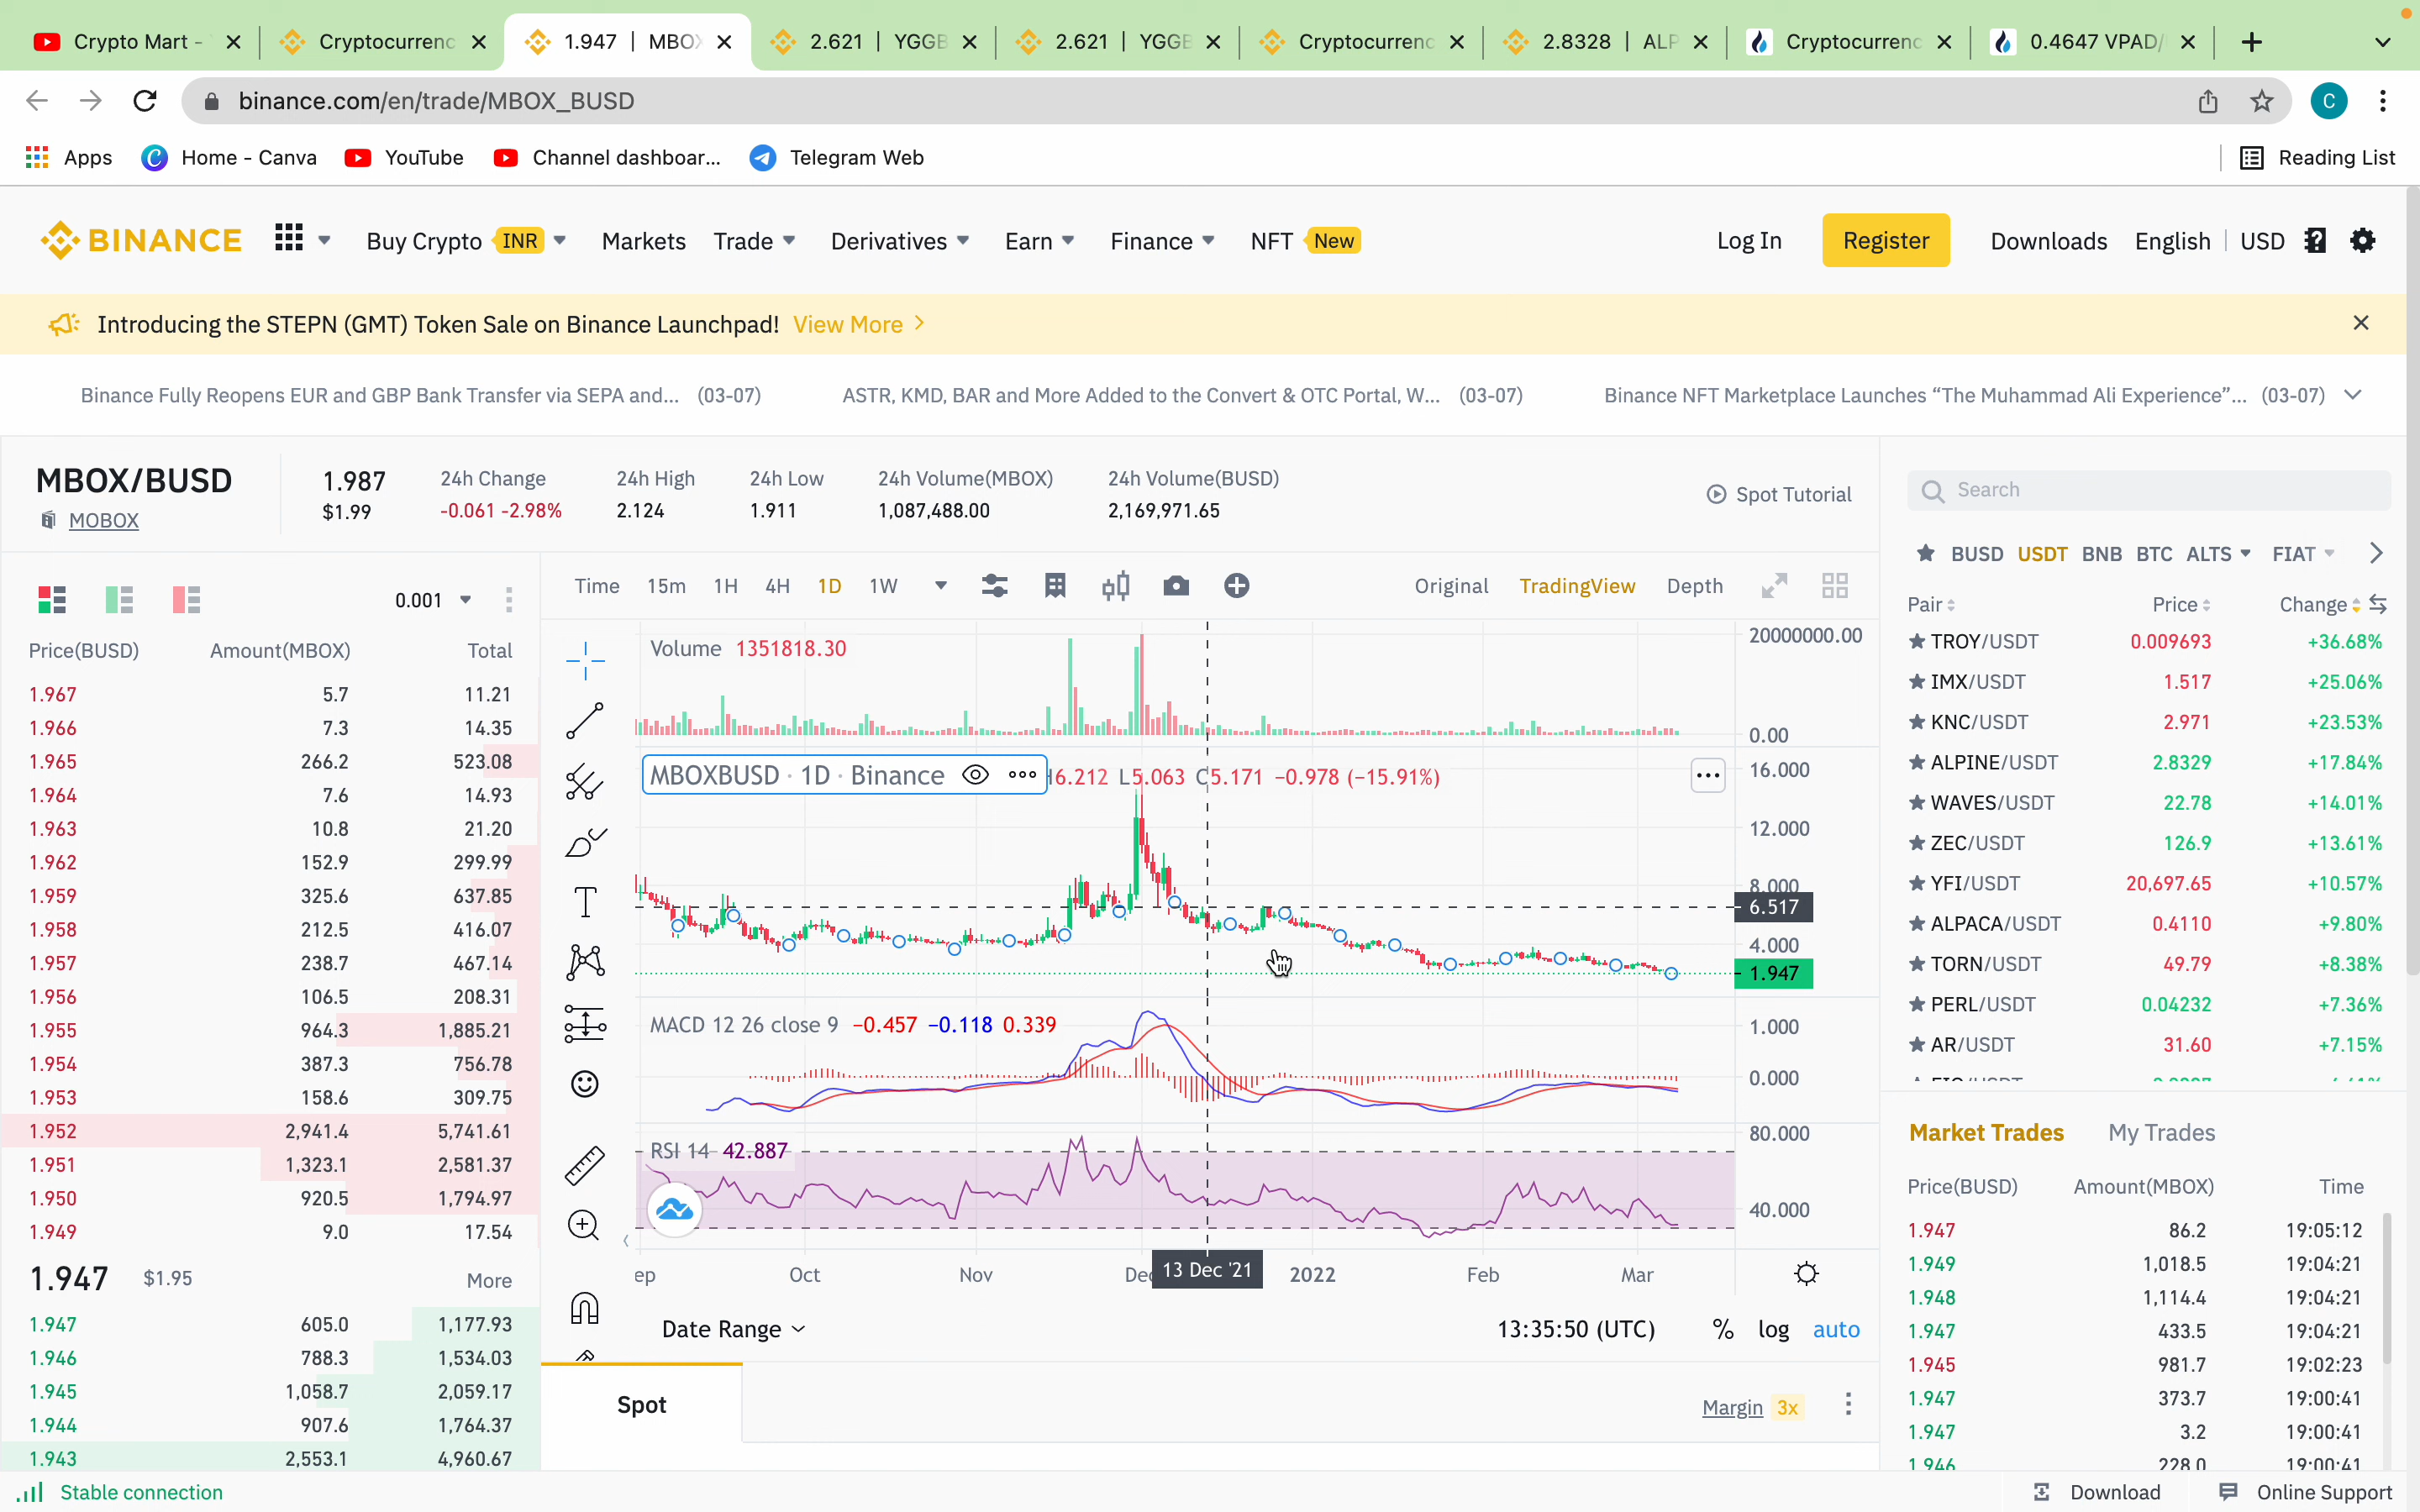 Crypto Mart -
Cryptocurrenc
1.947 | MBO
2.621 | YGGB
2.621 | YGGB
Cryptocurrenc
2.8328 | ALP
Cryptocurrenc
0.4647 VPAD/
binance.com/en/trade/MBOX_BUSD
C
Apps
Home - Canva
YouTube
Channel dashboar...
Telegram Web
Reading List
BINANCE
Buy Crypto INR
Markets
Trade
Derivatives
Earn
Finance
NFT New
Log In
Register
Downloads
English
USD
Introducing the STEPN (GMT) Token Sale on Binance Launchpad! View More
Binance Fully Reopens EUR and GBP Bank Transfer via SEPA and... (03-07)
ASTR, KMD, BAR and More Added to the Convert & OTC Portal, W... (03-07)
Binance NFT Marketplace Launches “The Muhammad Ali Experience”... (03-07)
MBOX/BUSD
MOBOX
1.987
$1.99
24h Change
-0.061 -2.98%
24h High
2.124
24h Low
1.911
24h Volume(MBOX)
1,087,488.00
24h Volume(BUSD)
2,169,971.65
Spot Tutorial
0.001
Price(BUSD) Amount(MBOX) Total
1.967 5.7 11.21
1.966 7.3 14.35
1.965 266.2 523.08
1.964 7.6 14.93
1.963 10.8 21.20
1.962 152.9 299.99
1.959 325.6 637.85
1.958 212.5 416.07
1.957 238.7 467.14
1.956 106.5 208.31
1.955 964.3 1,885.21
1.954 387.3 756.78
1.953 158.6 309.75
1.952 2,941.4 5,741.61
1.951 1,323.1 2,581.37
1.950 920.5 1,794.97
1.949 9.0 17.54
1.947 $1.95 More
1.947 605.0 1,177.93
1.946 788.3 1,534.03
1.945 1,058.7 2,059.17
1.944 907.6 1,764.37
1.943 2,553.1 4,960.67
Time 15m 1H 4H 1D 1W
Original TradingView Depth
Volume 1351818.30
20000000.00
0.00
MBOXBUSD · 1D · Binance
6.212 L5.063 C5.171 −0.978 (−15.91%)
16.000
12.000
8.000
6.517
4.000
1.947
MACD 12 26 close 9 −0.457 −0.118 0.339
1.000
0.000
RSI 14 42.887
80.000
40.000
ep Oct Nov Dec 13 Dec '21 2022 Feb Mar
Date Range
13:35:50 (UTC) % log auto
Spot
Margin 3x
Search
BUSD USDT BNB BTC ALTS FIAT
Pair Price Change
TROY/USDT 0.009693 +36.68%
IMX/USDT 1.517 +25.06%
KNC/USDT 2.971 +23.53%
ALPINE/USDT 2.8329 +17.84%
WAVES/USDT 22.78 +14.01%
ZEC/USDT 126.9 +13.61%
YFI/USDT 20,697.65 +10.57%
ALPACA/USDT 0.4110 +9.80%
TORN/USDT 49.79 +8.38%
PERL/USDT 0.04232 +7.36%
AR/USDT 31.60 +7.15%
Market Trades My Trades
Price(BUSD) Amount(MBOX) Time
1.947 86.2 19:05:12
1.949 1,018.5 19:04:21
1.948 1,114.4 19:04:21
1.947 433.5 19:04:21
1.945 981.7 19:02:23
1.947 373.7 19:00:41
1.947 3.2 19:00:41
1.946 228.0 19:00:41
Stable connection
Download
Online Support